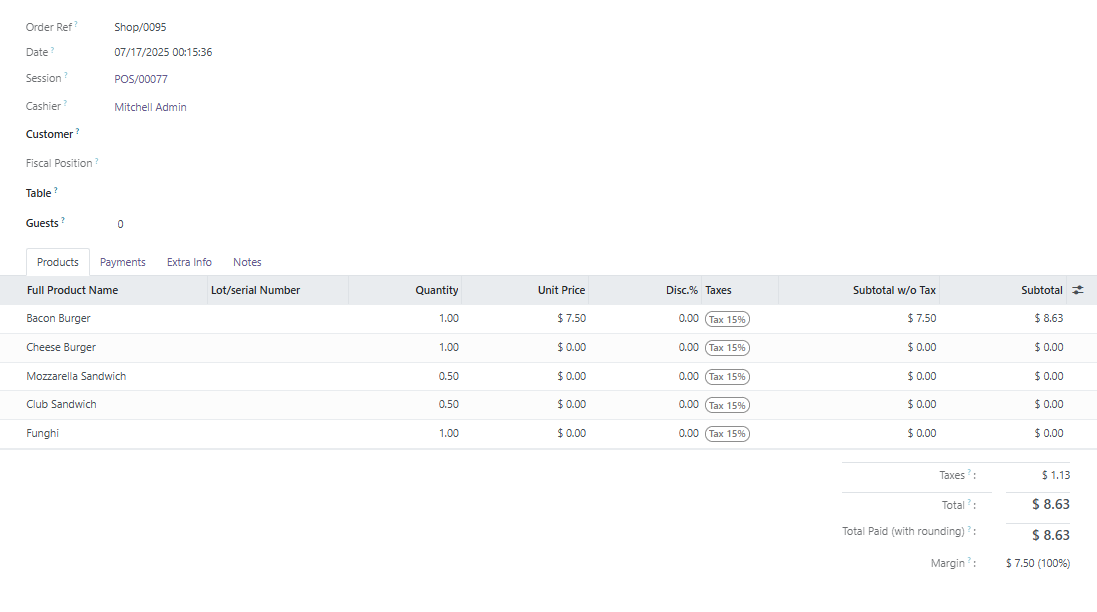 Order Ref ? Shop/0095
Date ? 07/17/2025 00:15:36
Session ? POS/00077
Cashier ? Mitchell Admin
Customer ?
Fiscal Position ?
Table ?
Guests ? 0
Products Payments Extra Info Notes
Full Product Name Lot/serial Number Quantity Unit Price Disc.% Taxes Subtotal w/o Tax Subtotal
Bacon Burger 1.00 $ 7.50 0.00 Tax 15% $ 7.50 $ 8.63
Cheese Burger 1.00 $ 0.00 0.00 Tax 15% $ 0.00 $ 0.00
Mozzarella Sandwich 0.50 $ 0.00 0.00 Tax 15% $ 0.00 $ 0.00
Club Sandwich 0.50 $ 0.00 0.00 Tax 15% $ 0.00 $ 0.00
Funghi 1.00 $ 0.00 0.00 Tax 15% $ 0.00 $ 0.00
Taxes ? : $ 1.13
Total ? : $ 8.63
Total Paid (with rounding) ? : $ 8.63
Margin ? : $ 7.50 (100%)